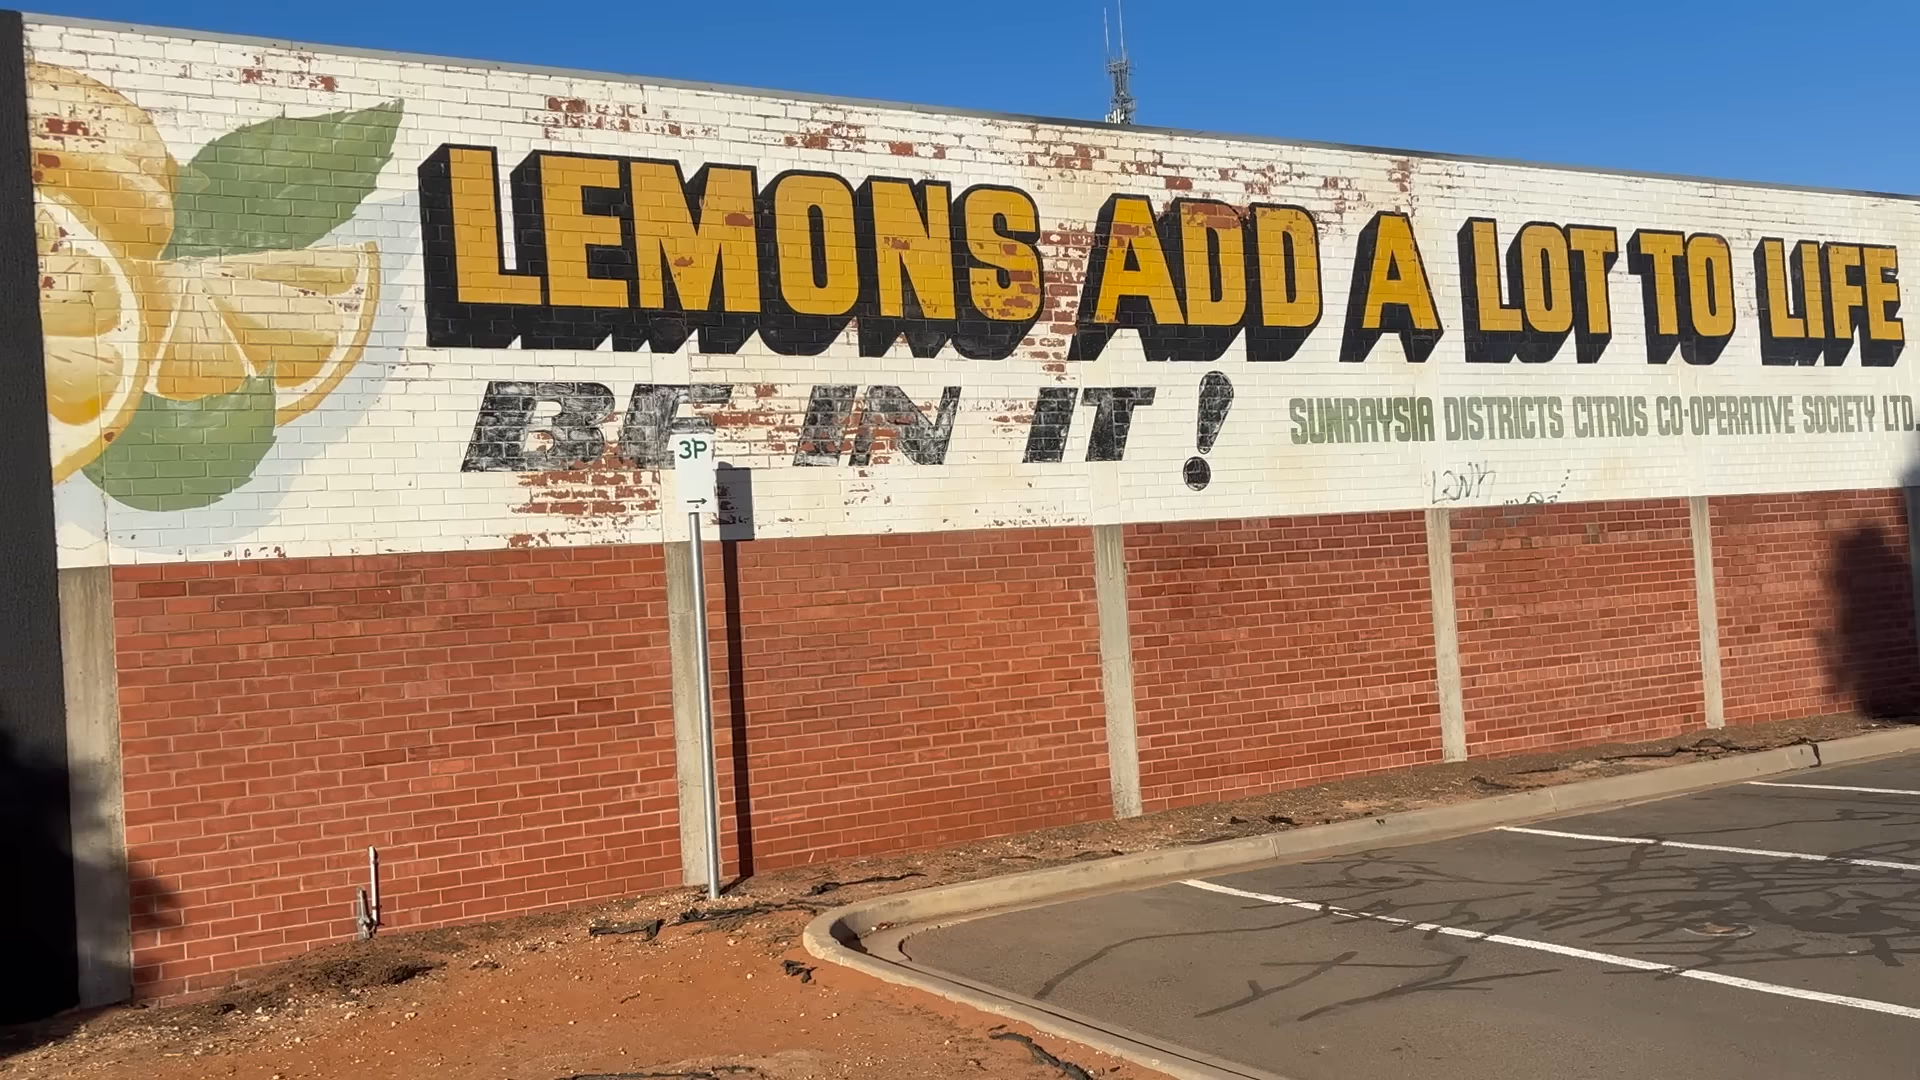 LEMONS ADD A LOT TO LIFE
BE IN IT!
SUNRAYSIA DISTRICTS CITRUS CO-OPERATIVE SOCIETY LTD.
3P